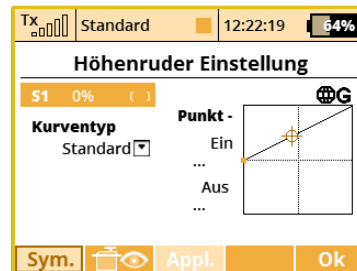 Tx Standard 12:22:19 64%
Höhenruder Einstellung
S1 0% ( )
G
Kurventyp
Standard
Punkt -
Ein
...
Aus
...
Sym. Appl. Ok